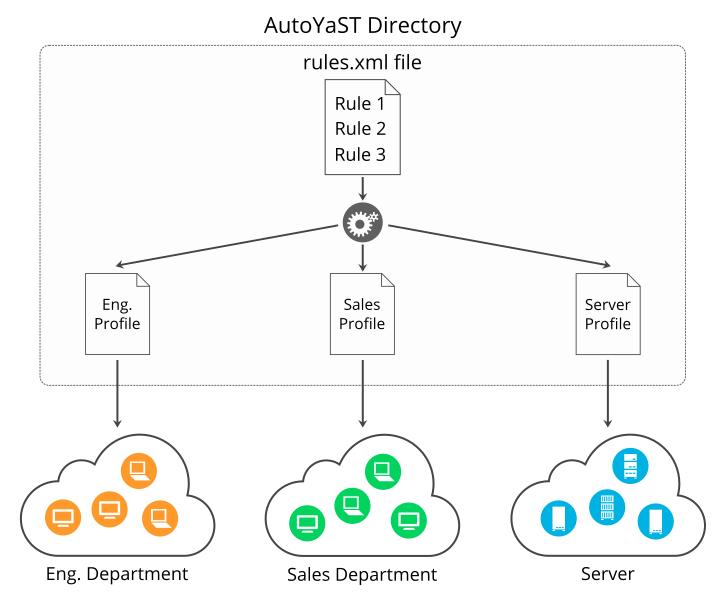 AutoYaST Directory
rules.xml file
Rule 1
Rule 2
Rule 3
Eng.
Profile
Sales
Profile
Server
Profile
Eng. Department
Sales Department
Server